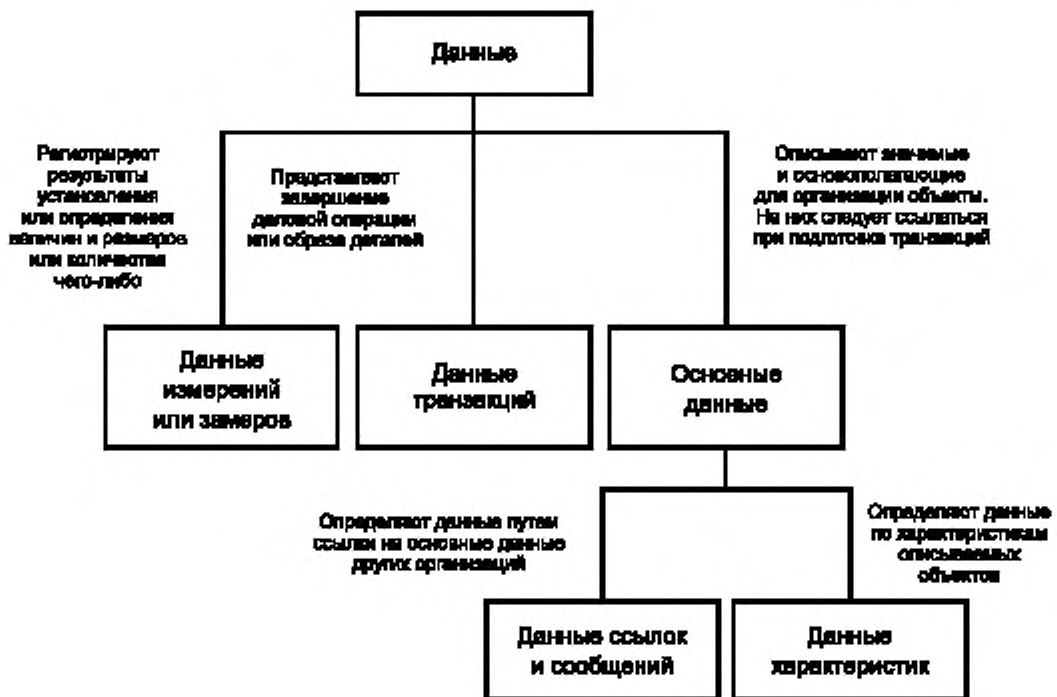 Данные
Регистрируют
результаты
установления
или определения
величин и размеров
или количества
чего-либо
Представляют
завершение
деловой операции
или образа деталей
Описывают значимые
и основополагающие
для организации объекты.
На них следует ссылаться
при подготовке транзакций
Данные
измерений
или замеров
Данные
транзакций
Основные
данные
Определяют данные путем
ссылки на основные данные
других организаций
Определяют данные
по характеристикам
описываемых
объектов
Данные ссылок
и сообщений
Данные
характеристик